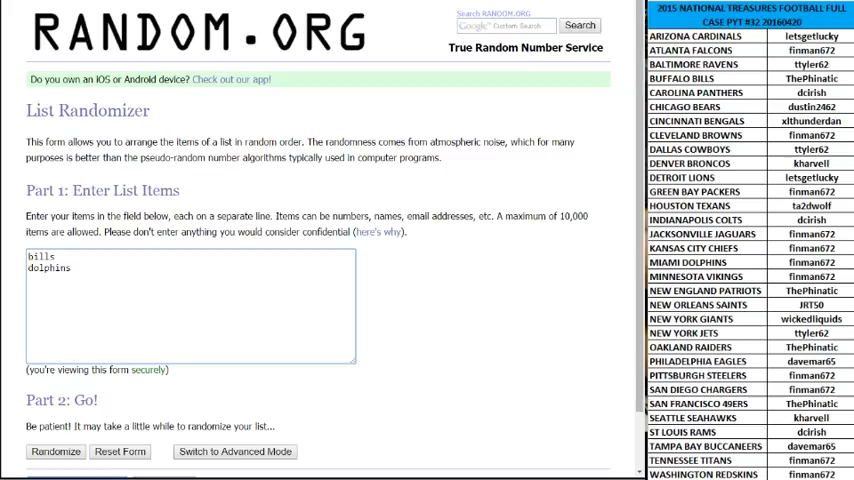 RANDOM.ORG
Search RANDOM.ORG
Google™ Custom Search
Search
True Random Number Service
Do you own an iOS or Android device? Check out our app!
List Randomizer
This form allows you to arrange the items of a list in random order. The randomness comes from atmospheric noise, which for many
purposes is better than the pseudo-random number algorithms typically used in computer programs.
Part 1: Enter List Items
Enter your items in the field below, each on a separate line. Items can be numbers, names, email addresses, etc. A maximum of 10,000
items are allowed. Please don't enter anything you would consider confidential (here's why).
bills
dolphins
(you're viewing this form securely)
Part 2: Go!
Be patient! It may take a little while to randomize your list...
Randomize Reset Form Switch to Advanced Mode
2015 NATIONAL TREASURES FOOTBALL FULL
CASE PYT #32 20160420
ARIZONA CARDINALS letsgetlucky
ATLANTA FALCONS finman672
BALTIMORE RAVENS ttyler62
BUFFALO BILLS ThePhinatic
CAROLINA PANTHERS dcirish
CHICAGO BEARS dustin2462
CINCINNATI BENGALS xlthunderdan
CLEVELAND BROWNS finman672
DALLAS COWBOYS ttyler62
DENVER BRONCOS kharvell
DETROIT LIONS letsgetlucky
GREEN BAY PACKERS finman672
HOUSTON TEXANS ta2dwolf
INDIANAPOLIS COLTS dcirish
JACKSONVILLE JAGUARS finman672
KANSAS CITY CHIEFS finman672
MIAMI DOLPHINS finman672
MINNESOTA VIKINGS finman672
NEW ENGLAND PATRIOTS ThePhinatic
NEW ORLEANS SAINTS JRT50
NEW YORK GIANTS wickedliquids
NEW YORK JETS ttyler62
OAKLAND RAIDERS ThePhinatic
PHILADELPHIA EAGLES davemar65
PITTSBURGH STEELERS finman672
SAN DIEGO CHARGERS finman672
SAN FRANCISCO 49ERS ThePhinatic
SEATTLE SEAHAWKS kharvell
ST LOUIS RAMS dcirish
TAMPA BAY BUCCANEERS davemar65
TENNESSEE TITANS finman672
WASHINGTON REDSKINS finman672